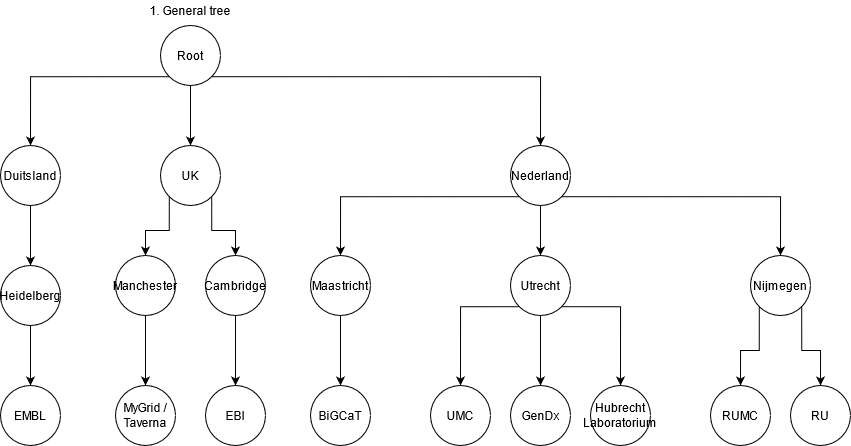 1. General tree
Root
Duitsland
UK
Nederland
Heidelberg
Manchester
Cambridge
Maastricht
Utrecht
Nijmegen
EMBL
MyGrid /
Taverna
EBI
BiGCaT
UMC
GenDx
Hubrecht
Laboratorium
RUMC
RU